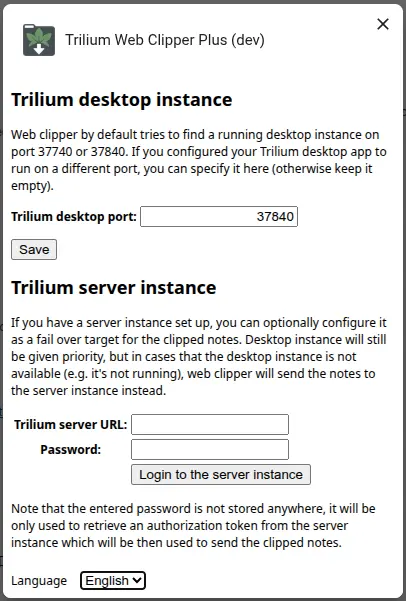 Trilium Web Clipper Plus (dev)
Trilium desktop instance
Web clipper by default tries to find a running desktop instance on
port 37740 or 37840. If you configured your Trilium desktop app to
run on a different port, you can specify it here (otherwise keep it
empty).
Trilium desktop port: 37840
Save
Trilium server instance
If you have a server instance set up, you can optionally configure it
as a fail over target for the clipped notes. Desktop instance will still
be given priority, but in cases that the desktop instance is not
available (e.g. it's not running), web clipper will send the notes to
the server instance instead.
Trilium server URL:
Password:
Login to the server instance
Note that the entered password is not stored anywhere, it will be
only used to retrieve an authorization token from the server
instance which will be then used to send the clipped notes.
Language English